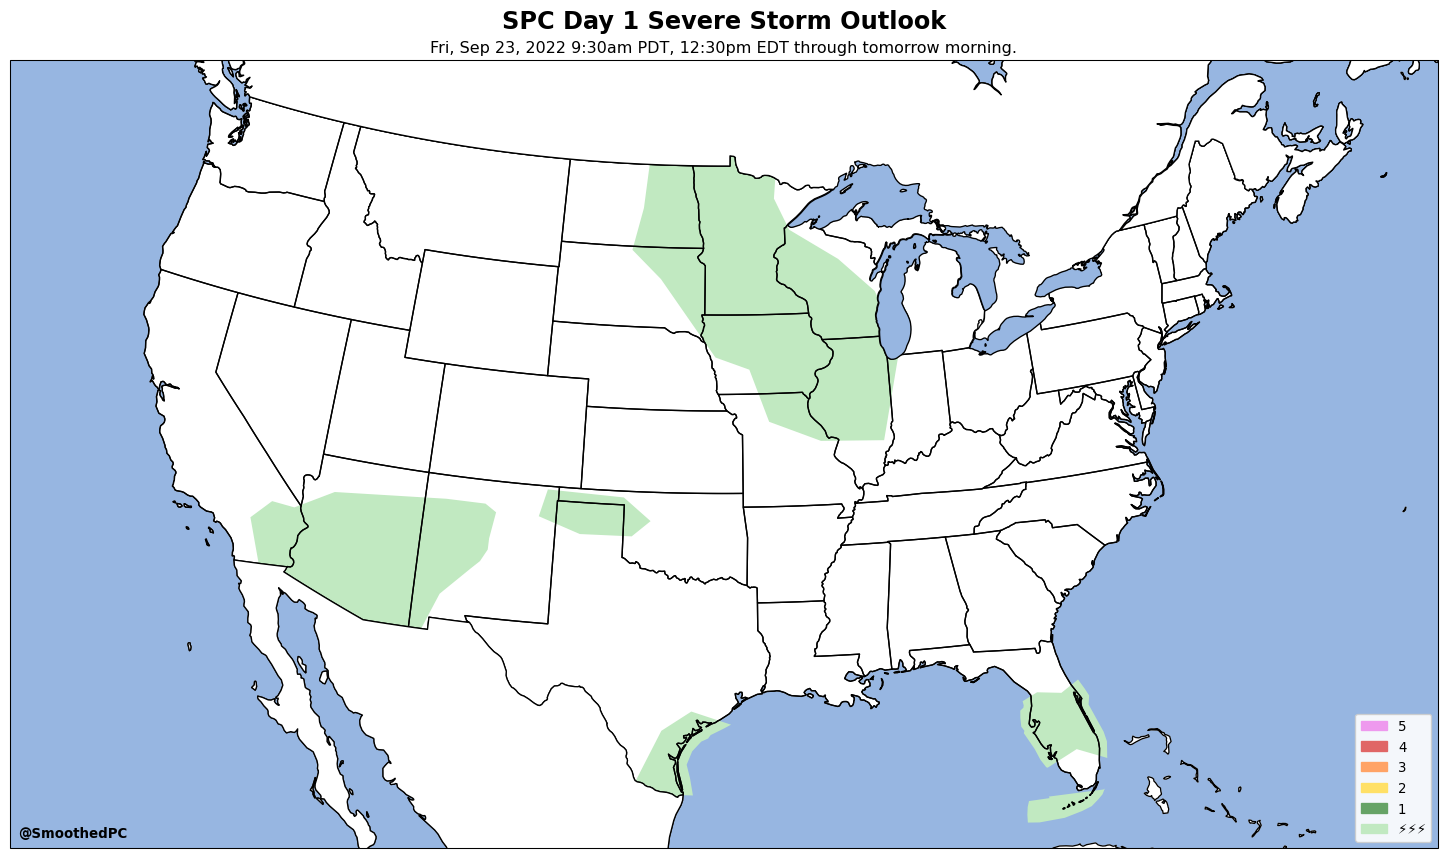 SPC Day 1 Severe Storm Outlook
Fri, Sep 23, 2022 9:30am PDT, 12:30pm EDT through tomorrow morning.
5
4
3
2
1
⚡⚡⚡
@SmoothedPC